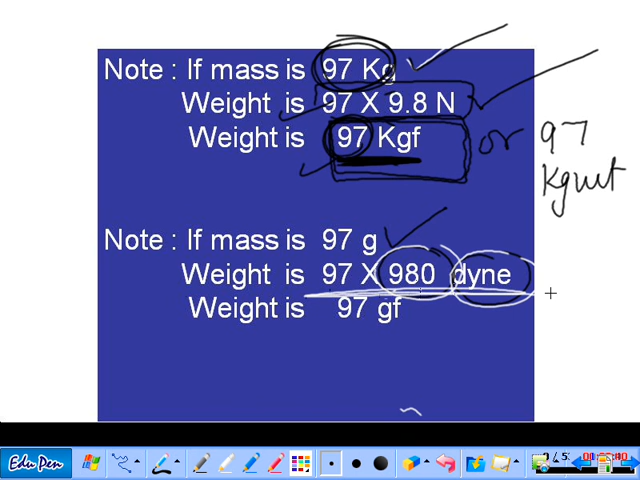 Note : If mass is 97 Kg
Weight is 97 X 9.8 N
Weight is 97 Kgf
or 97
Kgwt
Note : If mass is 97 g
Weight is 97 X 980 dyne
Weight is 97 gf
Edu Pen